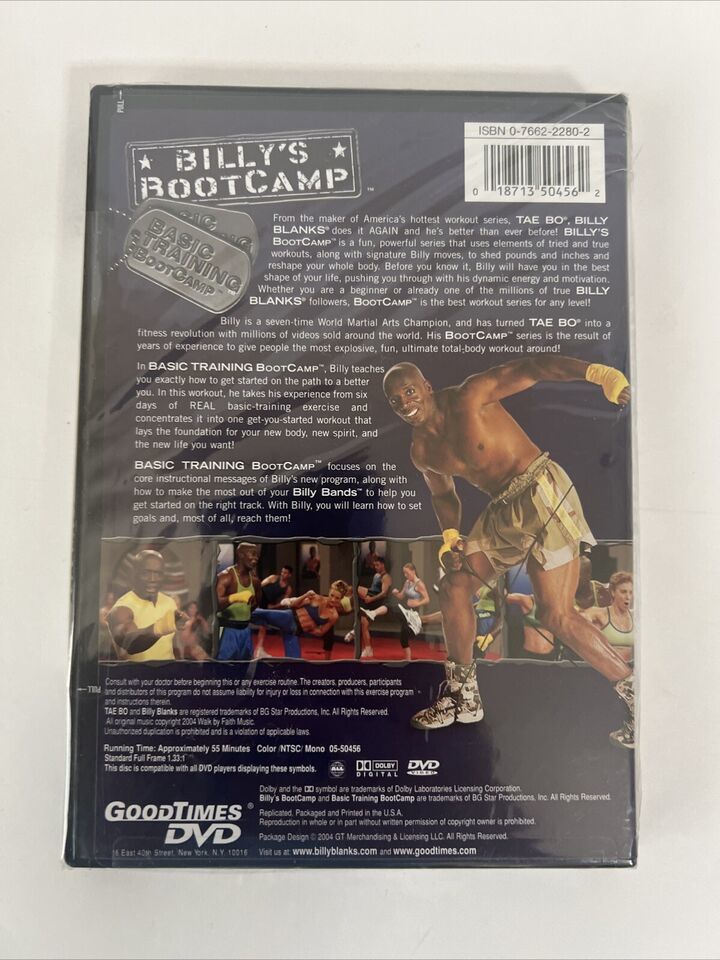 PULL
ISBN 0-7662-2280-2
★ BILLY'S ★
BOOTCAMP™
0 18713 50456 2
BASIC
TRAINING™
BOOTCAMP
From the maker of America's hottest workout series, TAE BO®, BILLY
BLANKS® does it AGAIN and he's better than ever before! BILLY'S
BOOTCAMP™ is a fun, powerful series that uses elements of tried and true
workouts, along with signature Billy moves, to shed pounds and inches and
reshape your whole body. Before you know it, Billy will have you in the best
shape of your life, pushing you through with his dynamic energy and motivation.
Whether you are a beginner or already one of the millions of true BILLY
BLANKS® followers, BOOTCAMP™ is the best workout series for any level!
Billy is a seven-time World Martial Arts Champion, and has turned TAE BO® into a
fitness revolution with millions of videos sold around the world. His BOOTCAMP™ series is the result of
years of experience to give people the most explosive, fun, ultimate total-body workout around!
In BASIC TRAINING BOOTCAMP™, Billy teaches
you exactly how to get started on the path to a better
you. In this workout, he takes his experience from six
days of REAL basic-training exercise and
concentrates it into one get-you-started workout that
lays the foundation for your new body, new spirit, and
the new life you want!
BASIC TRAINING BOOTCAMP™ focuses on the
core instructional messages of Billy's new program, along with
how to make the most out of your Billy Bands™ to help you
get started on the right track. With Billy, you will learn how to set
goals and, most of all, reach them!
PULL
Consult with your doctor before beginning this or any exercise routine. The creators, producers, participants
and distributors of this program do not assume liability for injury or loss in connection with this exercise program
and instructions therein.
TAE BO and Billy Blanks are registered trademarks of BG Star Productions, Inc. All Rights Reserved.
All original music copyright 2004 Walk by Faith Music.
Unauthorized duplication is prohibited and is a violation of applicable laws.
Running Time: Approximately 55 Minutes Color /NTSC/ Mono 05-50456
Standard Full Frame 1.33:1
This disc is compatible with all DVD players displaying these symbols.
ALL
DOLBY
DIGITAL
DVD
VIDEO
Dolby and the DD symbol are trademarks of Dolby Laboratories Licensing Corporation.
Billy's BootCamp and Basic Training BootCamp are trademarks of BG Star Productions, Inc. All Rights Reserved.
GOODTIMES®
DVD
Replicated, Packaged and Printed in the U.S.A.
Reproduction in whole or in part without written permission of copyright owner is prohibited.
Package Design © 2004 GT Merchandising & Licensing LLC. All Rights Reserved.
16 East 40th Street, New York, N.Y. 10016 Visit us at: www.billyblanks.com and www.goodtimes.com